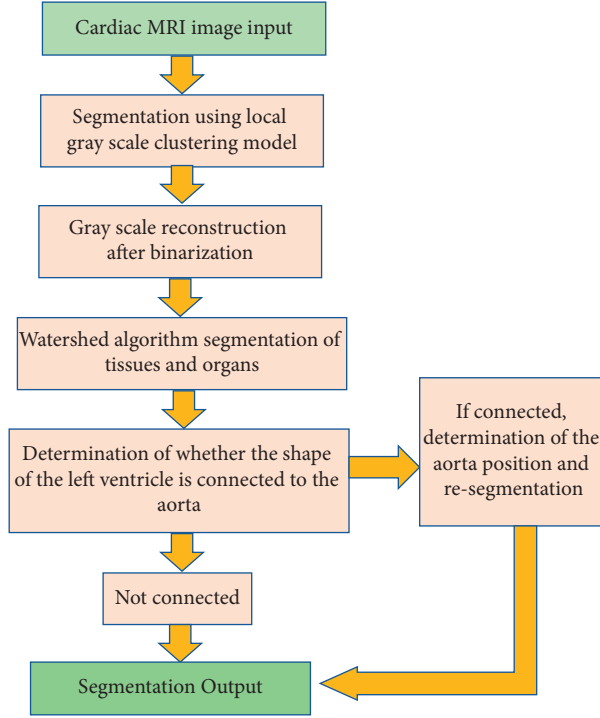 Cardiac MRI image input
Segmentation using local
gray scale clustering model
Gray scale reconstruction
after binarization
Watershed algorithm segmentation of
tissues and organs
Determination of whether the shape
of the left ventricle is connected to the
aorta
If connected,
determination of the
aorta position and
re-segmentation
Not connected
Segmentation Output